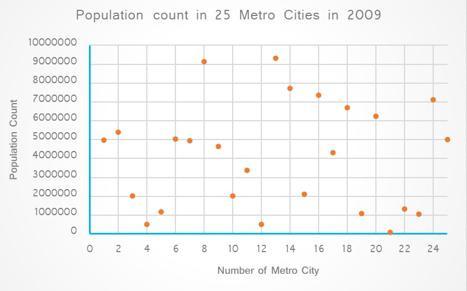 Population count in 25 Metro Cities in 2009
10000000
9000000
8000000
7000000
6000000
5000000
4000000
3000000
2000000
1000000
0
Population Count
0 2 4 6 8 10 12 14 16 18 20 22 24
Number of Metro City